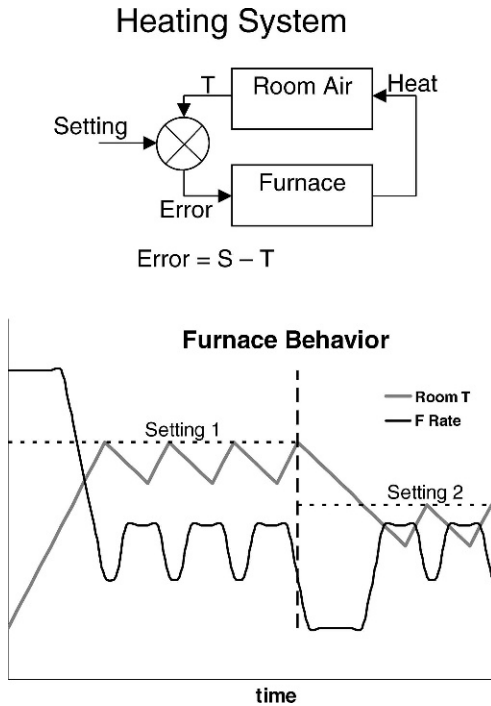 Heating System
T
Room Air
Heat
Setting
Furnace
Error
Error = S – T
Furnace Behavior
Room T
F Rate
Setting 1
Setting 2
time